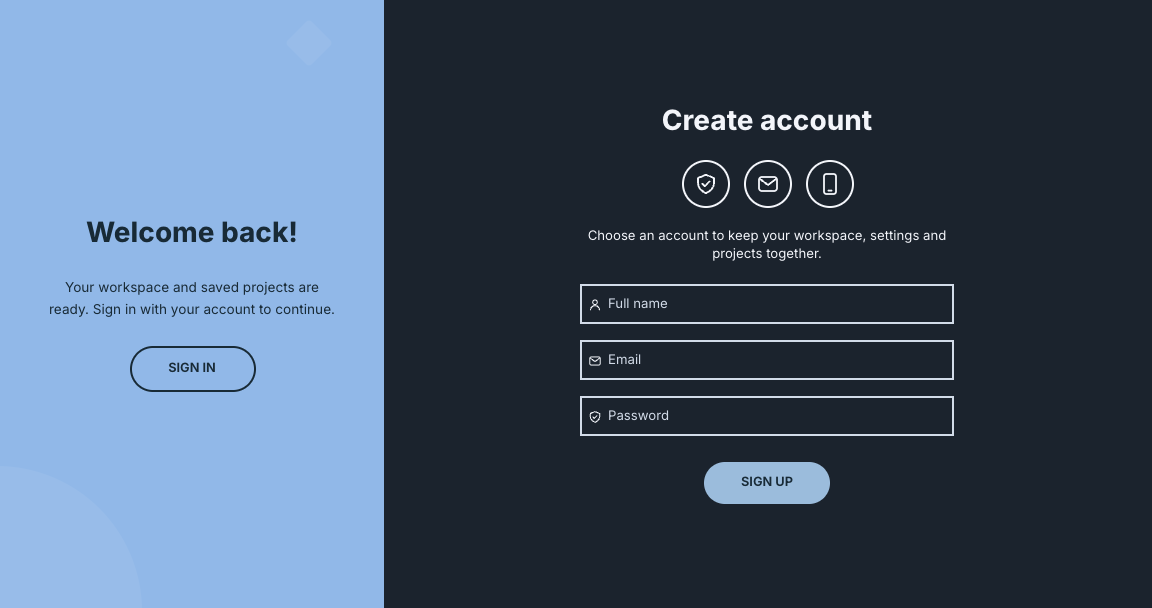 Welcome back!
Your workspace and saved projects are
ready. Sign in with your account to continue.
SIGN IN
Create account
Choose an account to keep your workspace, settings and
projects together.
Full name
Email
Password
SIGN UP